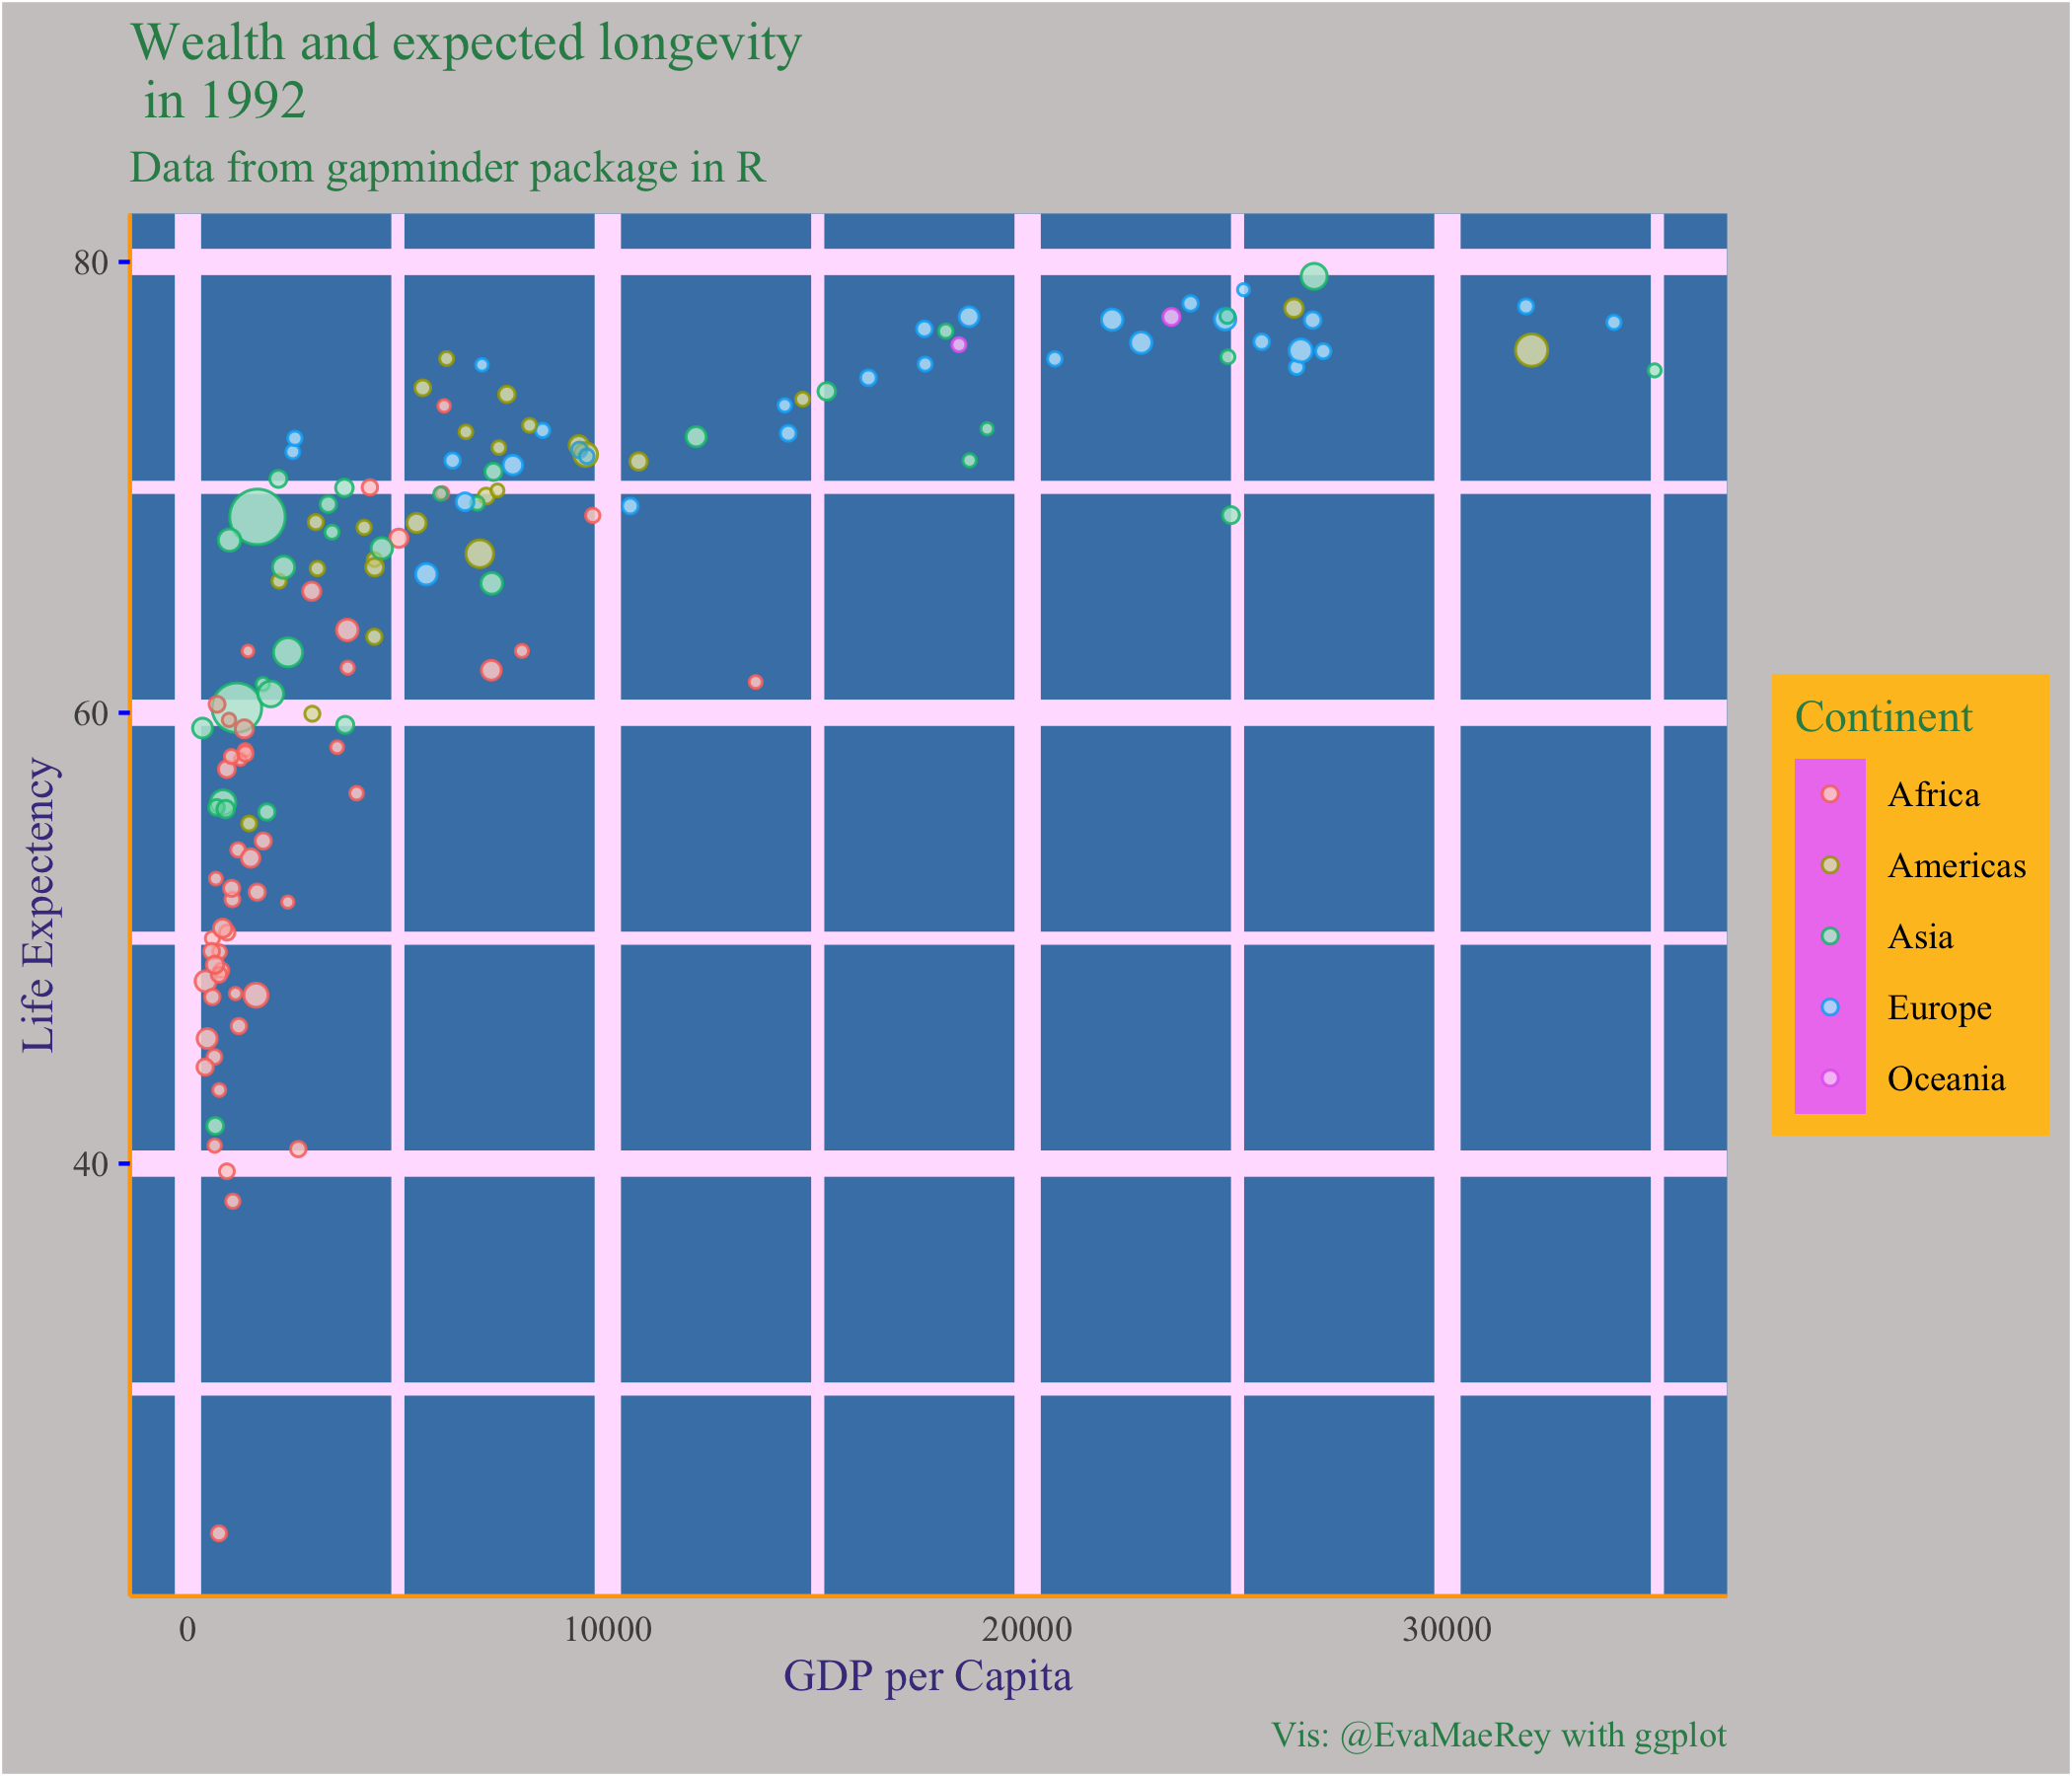 Wealth and expected longevity
in 1992
Data from gapminder package in R
80
60
40
Life Expectency
0 10000 20000 30000
GDP per Capita
Continent
Africa
Americas
Asia
Europe
Oceania
Vis: @EvaMaeRey with ggplot